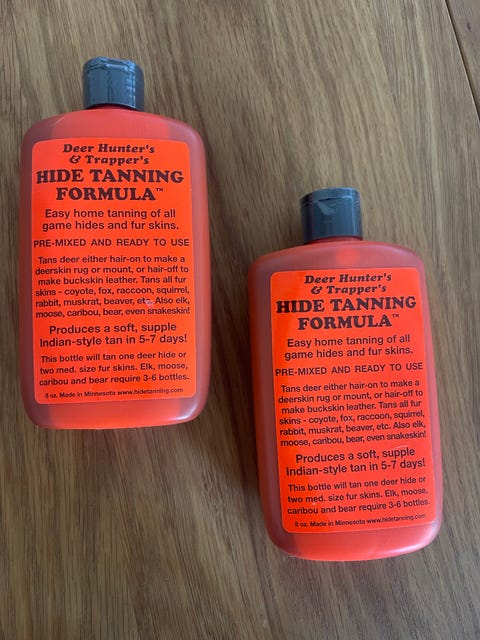 Deer Hunter's
& Trapper's
HIDE TANNING
FORMULA™
Easy home tanning of all
game hides and fur skins.
PRE-MIXED AND READY TO USE
Tans deer either hair-on to make a
deerskin rug or mount, or hair-off to
make buckskin leather. Tans all fur
skins - coyote, fox, raccoon, squirrel,
rabbit, muskrat, beaver, etc. Also elk,
moose, caribou, bear, even snakeskin!
Produces a soft, supple
Indian-style tan in 5-7 days!
This bottle will tan one deer hide or
two med. size fur skins. Elk, moose,
caribou and bear require 3-6 bottles.
8 oz. Made in Minnesota www.hidetanning.com
Deer Hunter's
& Trapper's
HIDE TANNING
FORMULA™
Easy home tanning of all
game hides and fur skins.
PRE-MIXED AND READY TO USE
Tans deer either hair-on to make a
deerskin rug or mount, or hair-off to
make buckskin leather. Tans all fur
skins - coyote, fox, raccoon, squirrel,
rabbit, muskrat, beaver, etc. Also elk,
moose, caribou, bear, even snakeskin!
Produces a soft, supple
Indian-style tan in 5-7 days!
This bottle will tan one deer hide or
two med. size fur skins. Elk, moose,
caribou and bear require 3-6 bottles.
8 oz. Made in Minnesota www.hidetanning.com